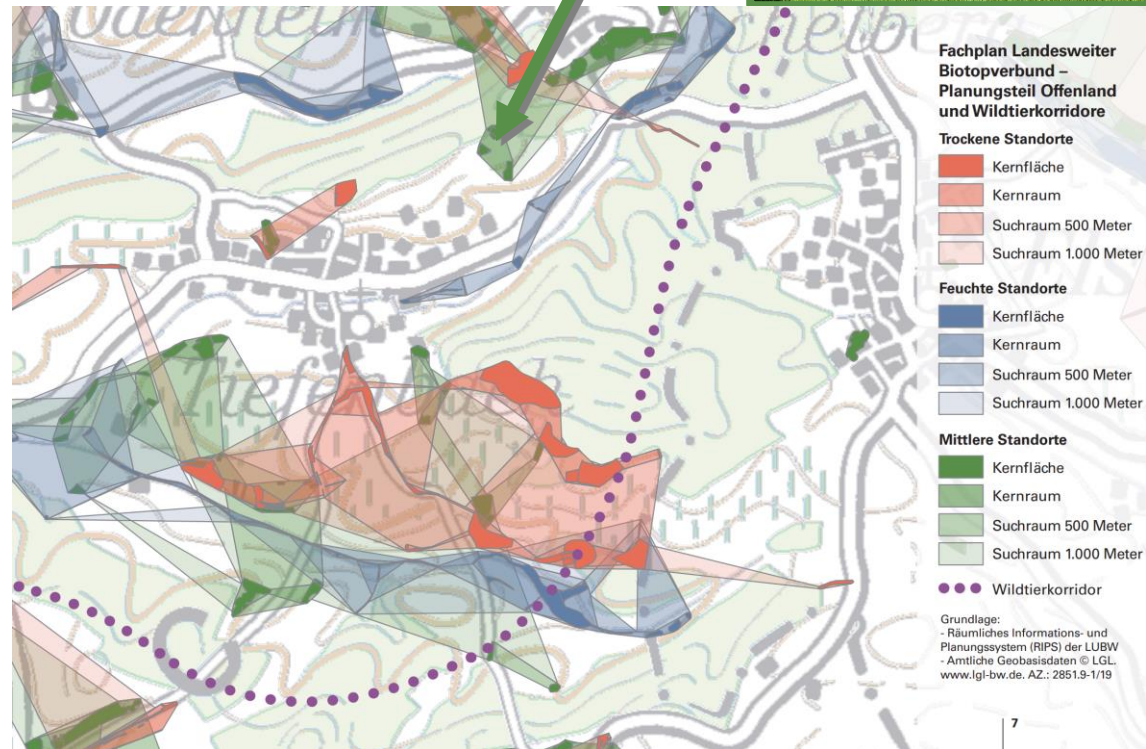 Fachplan Landesweiter
Biotopverbund –
Planungsteil Offenland
und Wildtierkorridore
Trockene Standorte
Kernfläche
Kernraum
Suchraum 500 Meter
Suchraum 1.000 Meter
Feuchte Standorte
Kernfläche
Kernraum
Suchraum 500 Meter
Suchraum 1.000 Meter
Mittlere Standorte
Kernfläche
Kernraum
Suchraum 500 Meter
Suchraum 1.000 Meter
Wildtierkorridor
Grundlage:
- Räumliches Informations- und
Planungssystem (RIPS) der LUBW
- Amtliche Geobasisdaten © LGL.
www.lgl-bw.de. AZ.: 2851.9-1/19
7
Tiefenbach